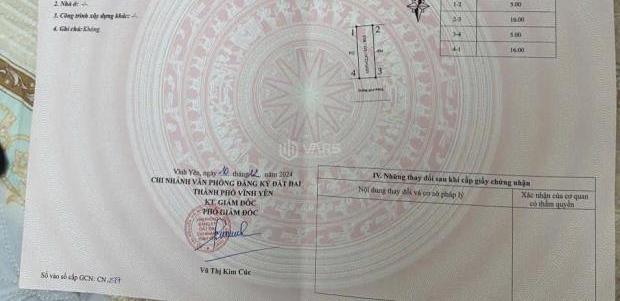 2. Nhà ở: -/-
3. Công trình xây dựng khác: -/-
4. Ghi chú: Không
1 2
4 3
1-2 5.00
2-3 16.00
3-4 5.00
4-1 16.00
VARS
Vĩnh Yên, ngày tháng 12 năm 2024
CHI NHÁNH VĂN PHÒNG ĐĂNG KÝ ĐẤT ĐAI
THÀNH PHỐ VĨNH YÊN
KT. GIÁM ĐỐC
PHÓ GIÁM ĐỐC
Vũ Thị Kim Cúc
Số vào sổ cấp GCN: CN
IV. Những thay đổi sau khi cấp giấy chứng nhận
Nội dung thay đổi và cơ sở pháp lý
Xác nhận của cơ quan
có thẩm quyền